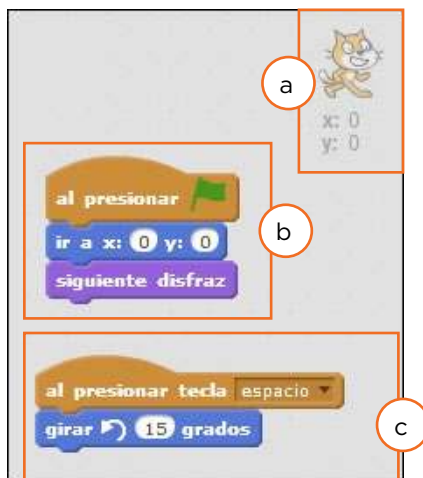 a
x: 0
y: 0
al presionar
b
ir a x: 0 y: 0
siguiente disfraz
al presionar tecla espacio
c
girar 15 grados